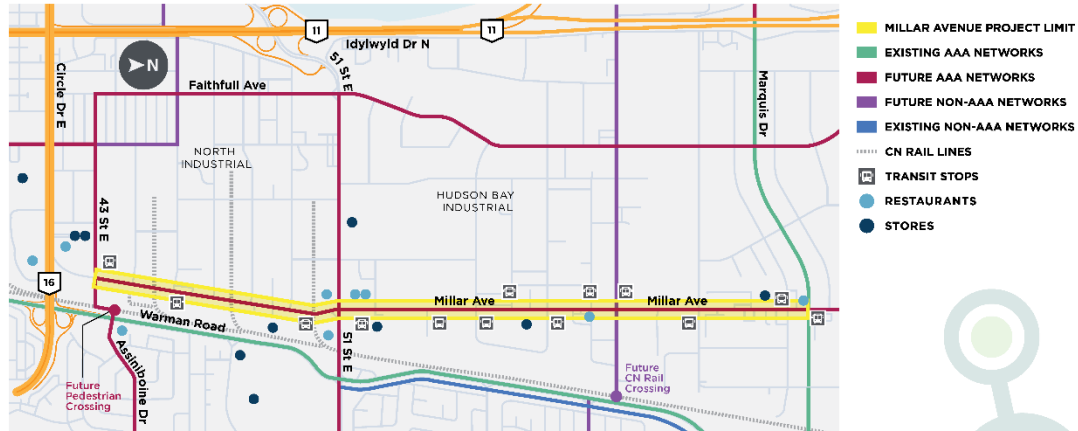 11
11
Idylwyld Dr N
N
Circle Dr E
51 St E
Marquis Dr
Faithfull Ave
NORTH
INDUSTRIAL
HUDSON BAY
INDUSTRIAL
43 St E
16
Millar Ave
Millar Ave
Warman Road
51 St E
Assiniboine Dr
Future
Pedestrian
Crossing
Future
CN Rail
Crossing
MILLAR AVENUE PROJECT LIMIT
EXISTING AAA NETWORKS
FUTURE AAA NETWORKS
FUTURE NON-AAA NETWORKS
EXISTING NON-AAA NETWORKS
CN RAIL LINES
TRANSIT STOPS
RESTAURANTS
STORES